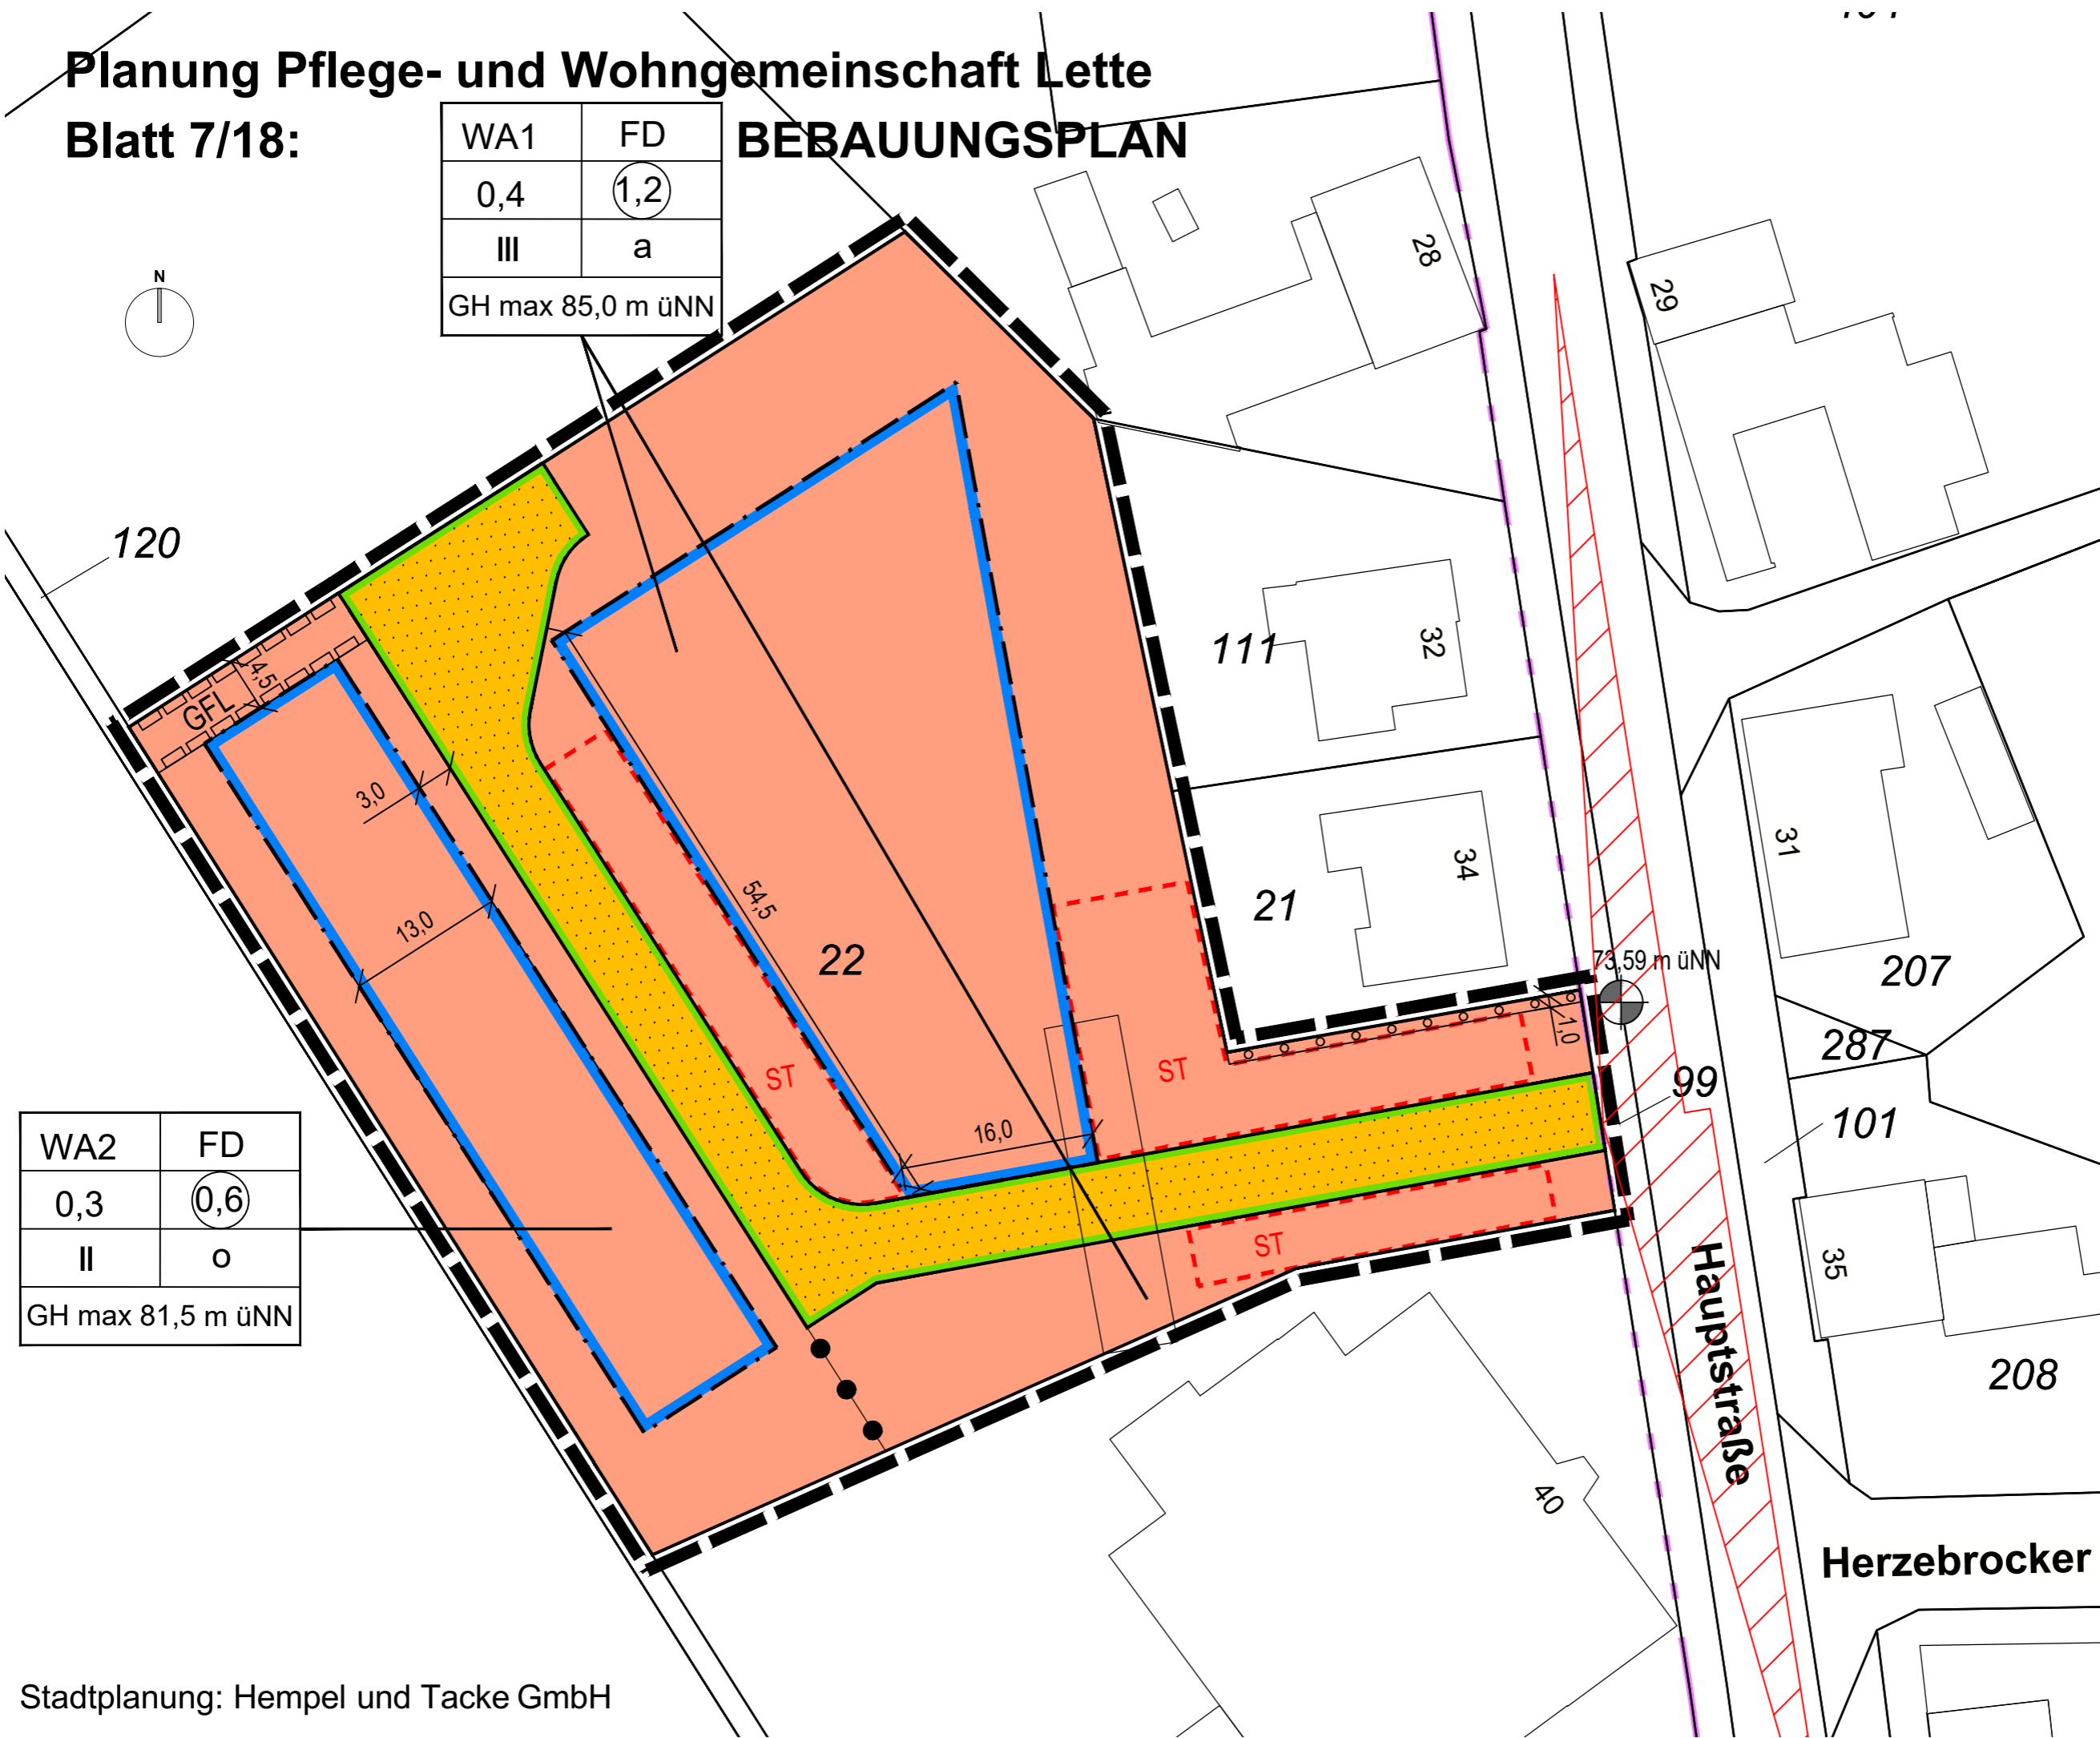 Planung Pflege- und Wohngemeinschaft Lette
Blatt 7/18: BEBAUUNGSPLAN
WA1 FD
0,4 1,2
III a
GH max 85,0 m üNN
N
28
29
120
111
32
4,5
GFL
3,0
13,0
54,5
22
21
34
31
73,59 m üNN
207
287
99
101
1,0
ST
ST
16,0
ST
WA2 FD
0,3 0,6
II o
GH max 81,5 m üNN
35
208
Hauptstraße
40
Herzebrocker
Stadtplanung: Hempel und Tacke GmbH